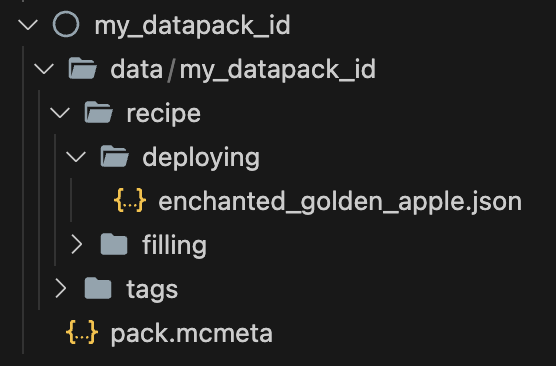 my_datapack_id
data/my_datapack_id
recipe
deploying
{...} enchanted_golden_apple.json
filling
tags
{...} pack.mcmeta